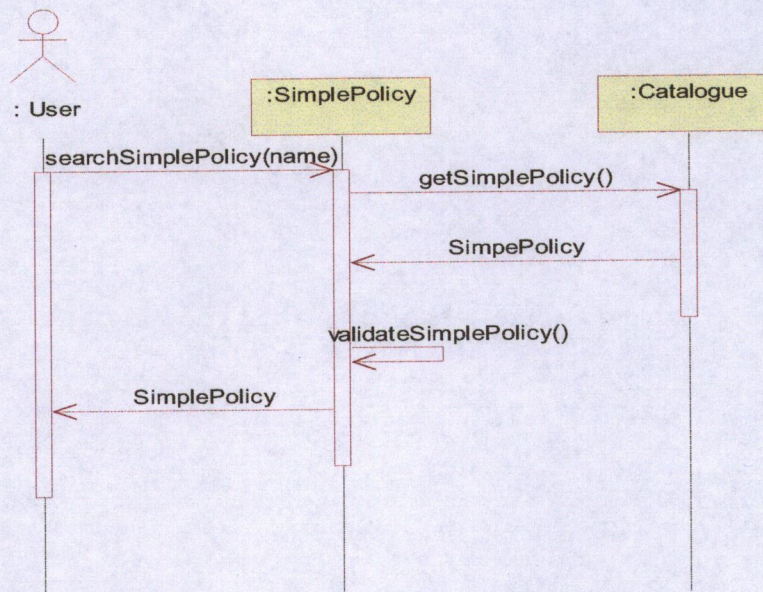 : User
:SimplePolicy
:Catalogue
searchSimplePolicy(name)
getSimplePolicy()
SimpePolicy
validateSimplePolicy()
SimplePolicy